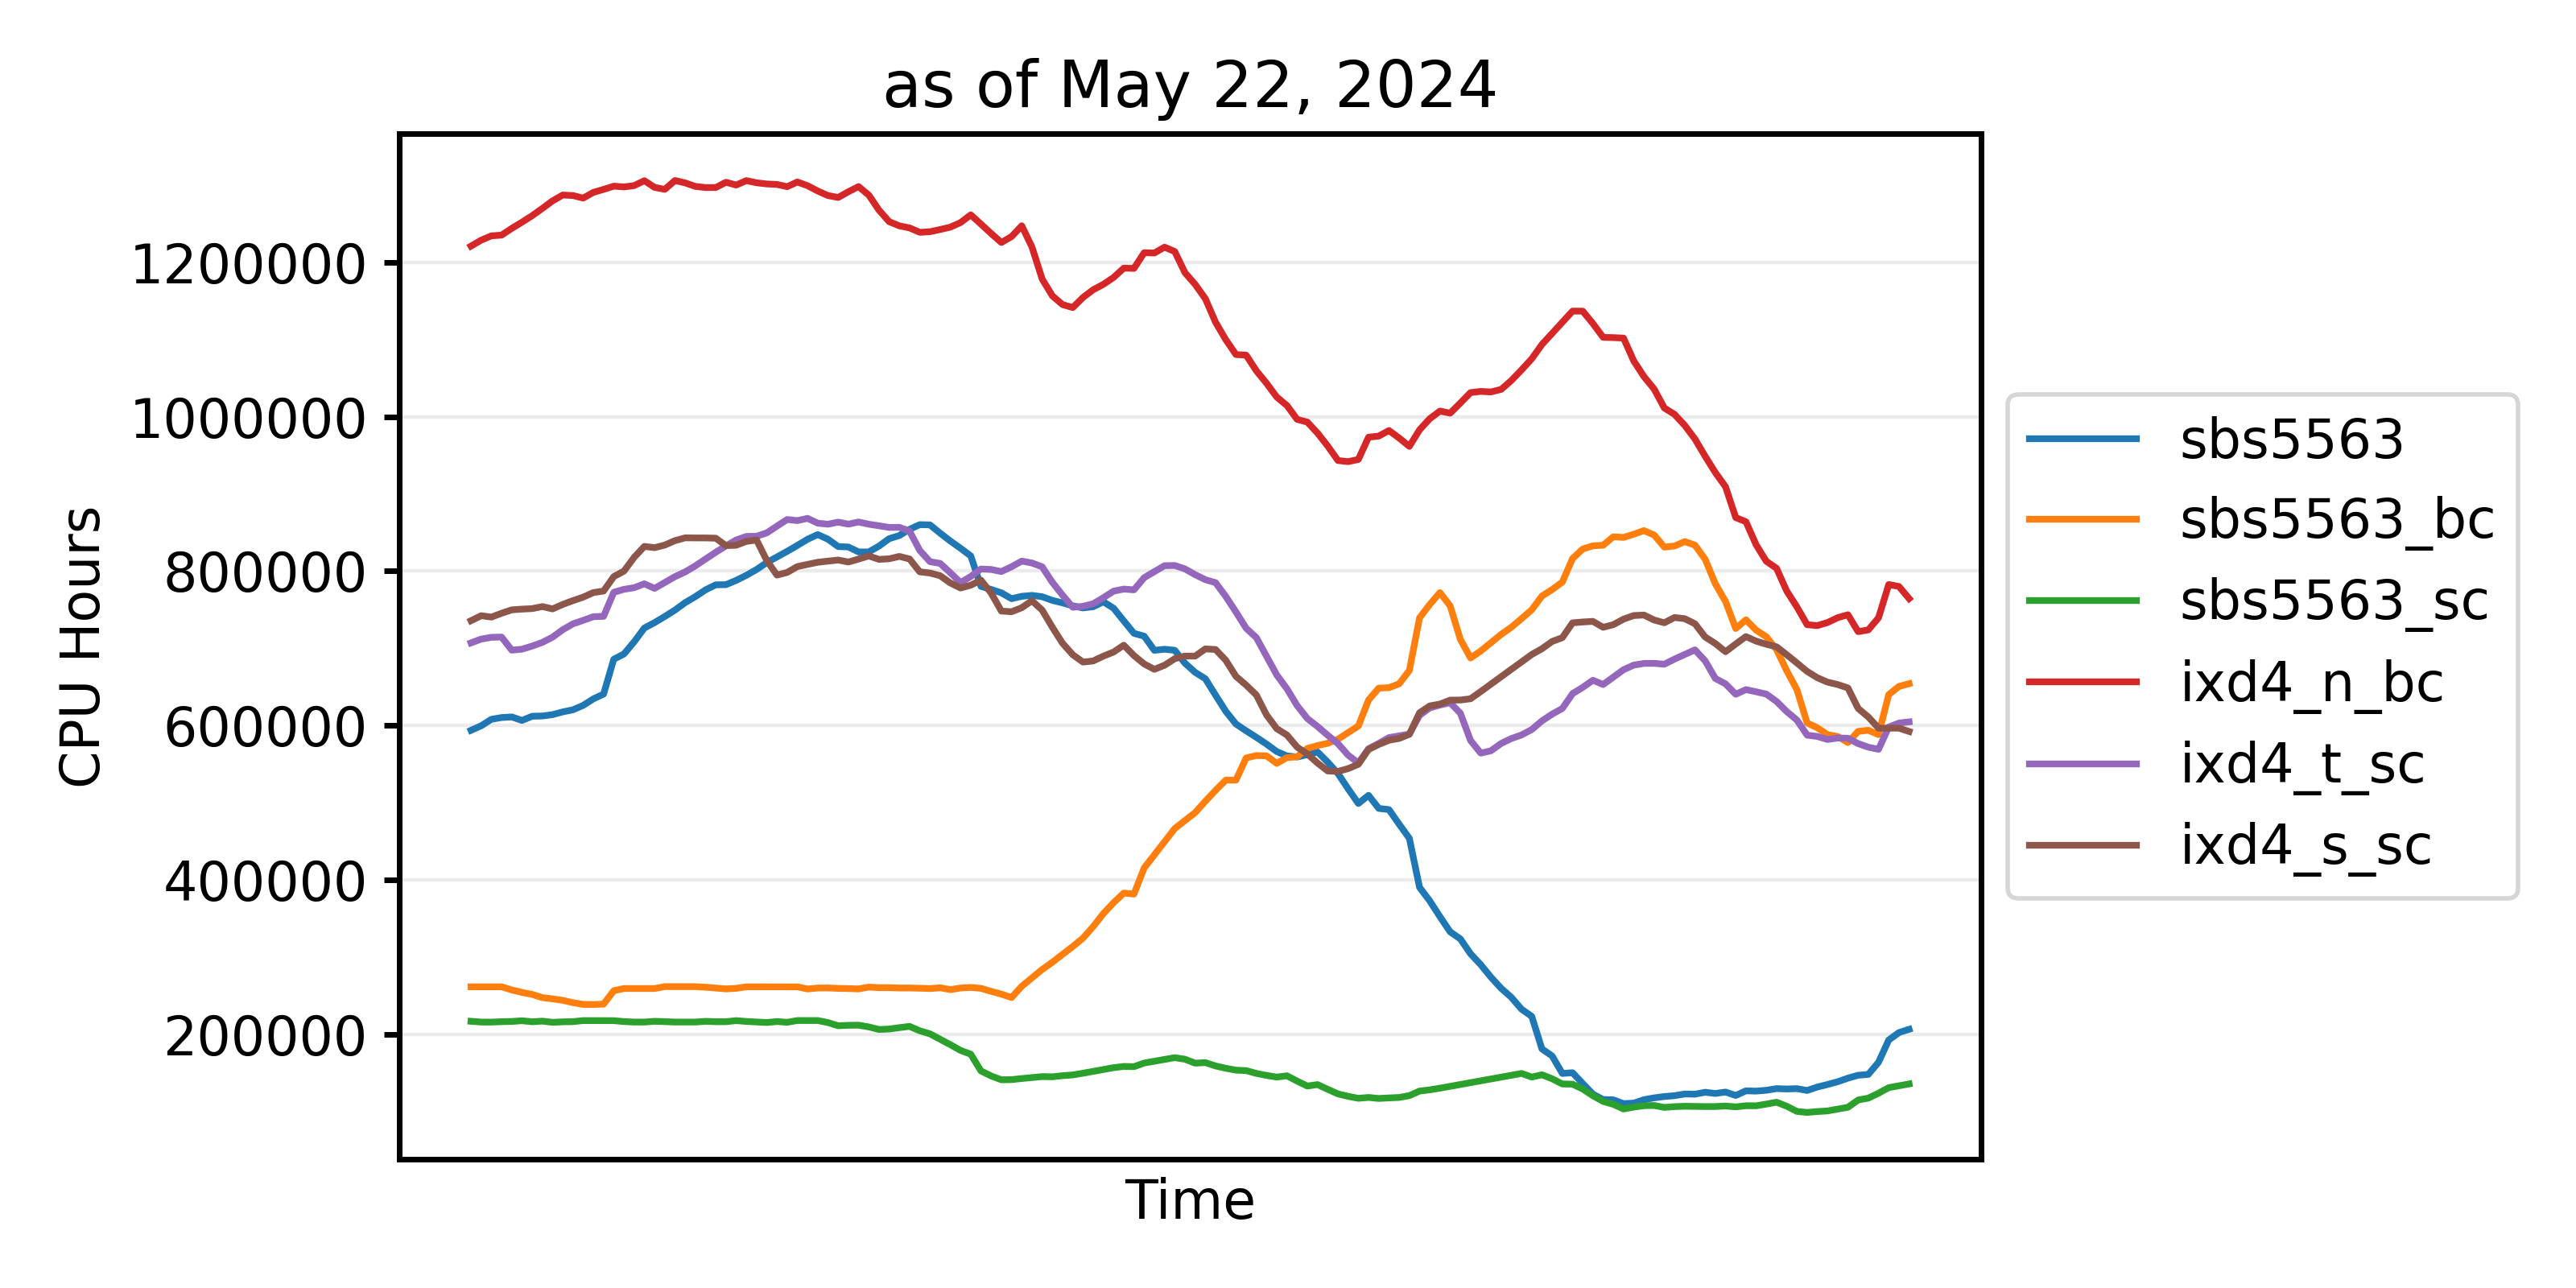 as of May 22, 2024
1200000
1000000
800000
600000
400000
200000
CPU Hours
Time
sbs5563
sbs5563_bc
sbs5563_sc
ixd4_n_bc
ixd4_t_sc
ixd4_s_sc